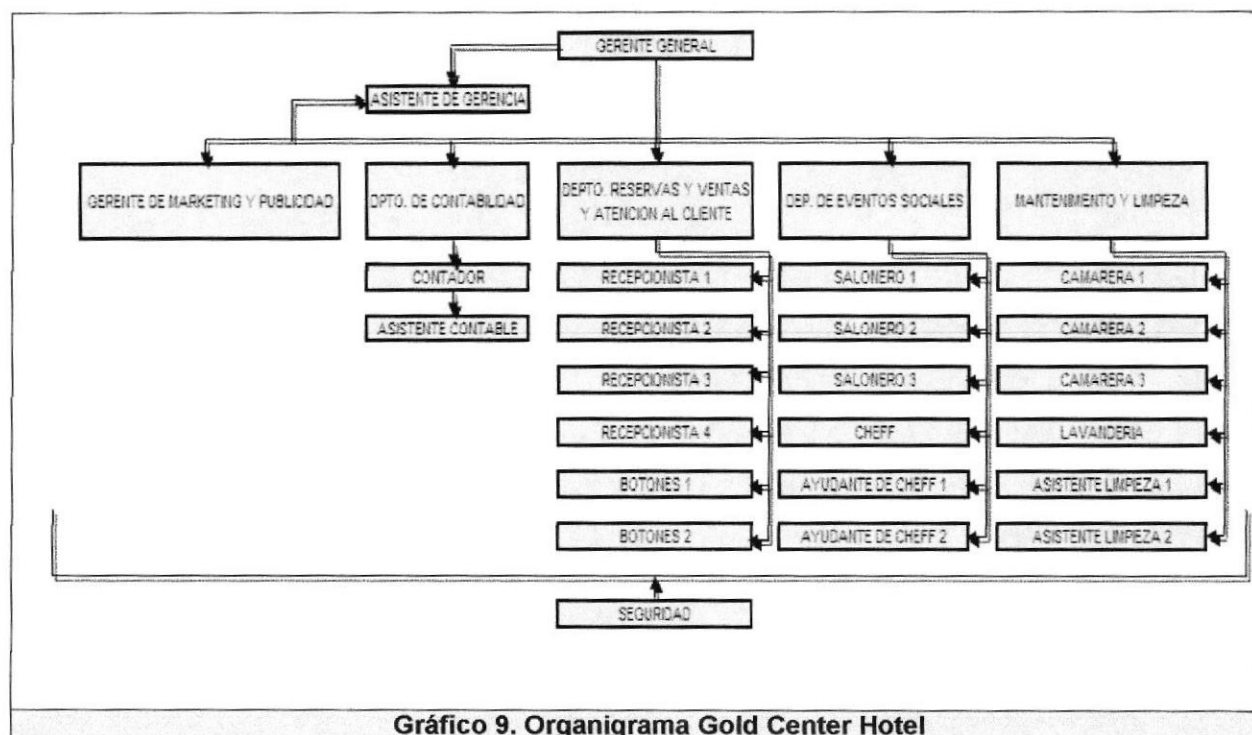 GERENTE GENERAL
ASISTENTE DE GERENCIA
GERENTE DE MARKETING Y PUBLICIDAD
DPTO. DE CONTABILIDAD
DEPTO. RESERVAS Y VENTAS
Y ATENCION AL CLIENTE
DEP. DE EVENTOS SOCIALES
MANTENIMIENTO Y LIMPIEZA
CONTADOR
RECEPCIONISTA 1
SALONERO 1
CAMARERA 1
ASISTENTE CONTABLE
RECEPCIONISTA 2
SALONERO 2
CAMARERA 2
RECEPCIONISTA 3
SALONERO 3
CAMARERA 3
RECEPCIONISTA 4
CHEFF
LAVANDERIA
BOTONES 1
AYUDANTE DE CHEFF 1
ASISTENTE LIMPIEZA 1
BOTONES 2
AYUDANTE DE CHEFF 2
ASISTENTE LIMPIEZA 2
SEGURIDAD
Gráfico 9. Organigrama Gold Center Hotel